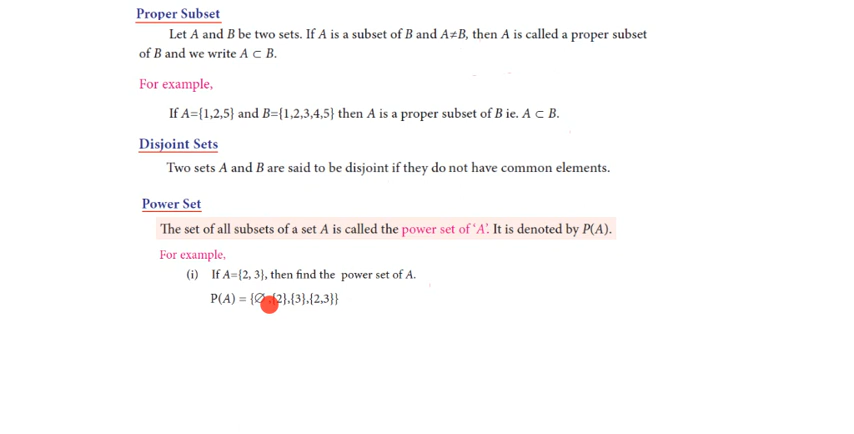 Proper Subset
Let A and B be two sets. If A is a subset of B and A≠B, then A is called a proper subset
of B and we write A ⊂ B.
For example,
If A={1,2,5} and B={1,2,3,4,5} then A is a proper subset of B ie. A ⊂ B.
Disjoint Sets
Two sets A and B are said to be disjoint if they do not have common elements.
Power Set
The set of all subsets of a set A is called the power set of ‘A’. It is denoted by P(A).
For example,
(i) If A={2, 3}, then find the power set of A.
P(A) = {∅,{2},{3},{2,3}}